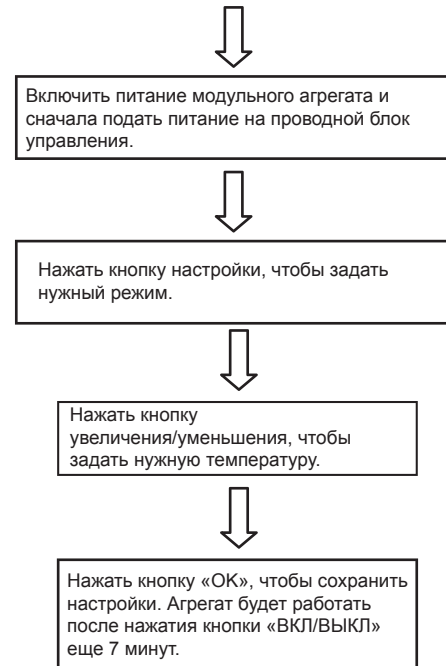 Включить питание модульного агрегата и
сначала подать питание на проводной блок
управления.
Нажать кнопку настройки, чтобы задать
нужный режим.
Нажать кнопку
увеличения/уменьшения, чтобы
задать нужную температуру.
Нажать кнопку «ОК», чтобы сохранить
настройки. Агрегат будет работать
после нажатия кнопки «ВКЛ/ВЫКЛ»
еще 7 минут.